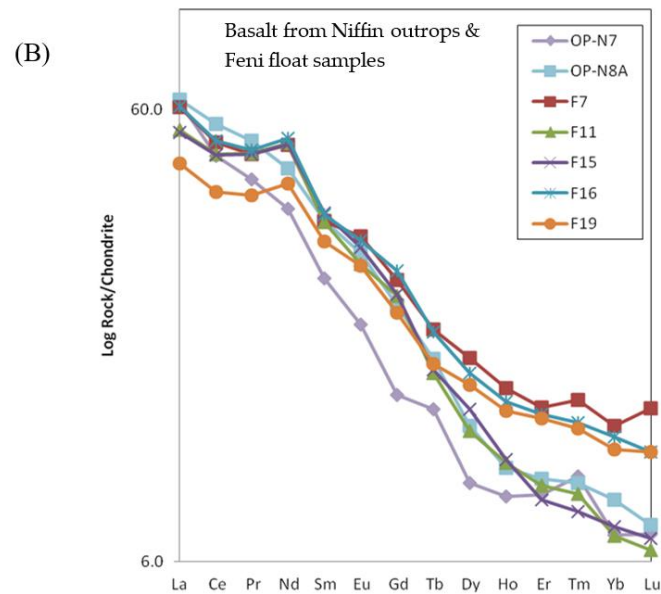 (B)
Basalt from Niffin outrops &
Feni float samples
OP-N7
OP-N8A
F7
F11
F15
F16
F19
60.0
6.0
Log Rock/Chondrite
La Ce Pr Nd Sm Eu Gd Tb Dy Ho Er Tm Yb Lu